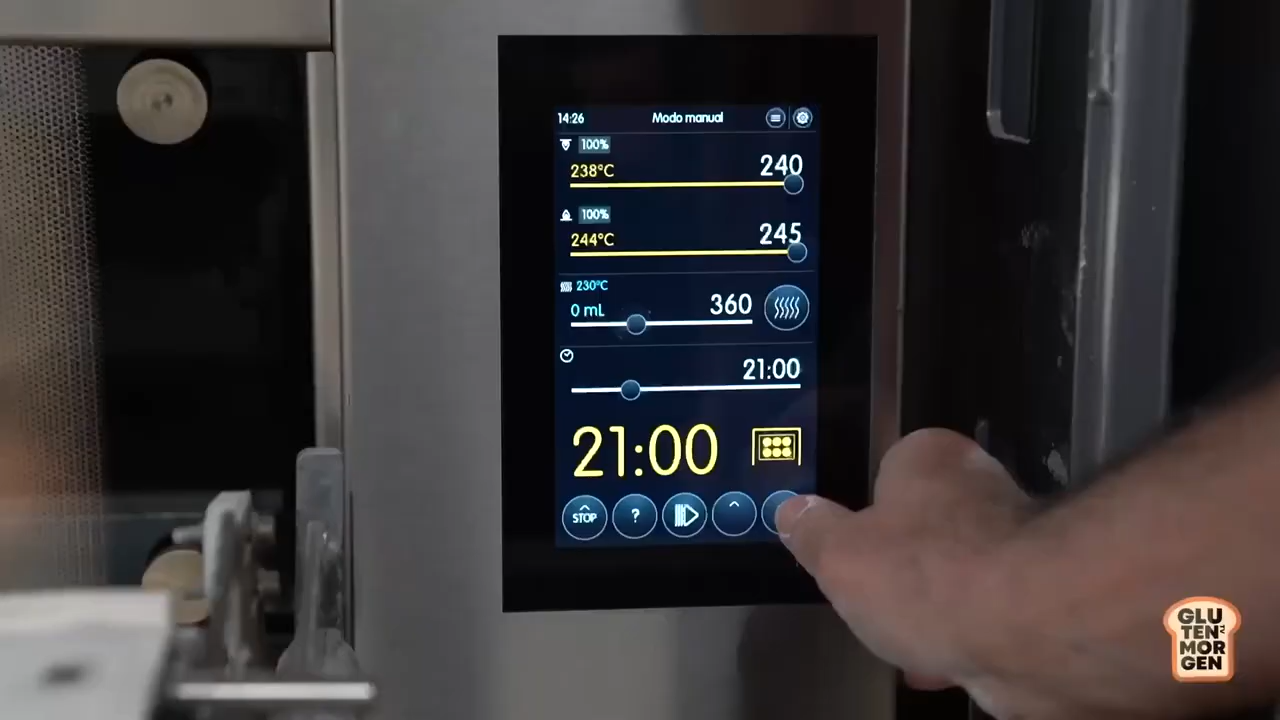 14:26 Modo manual
100%
238°C 240
100%
244°C 245
230°C
0 mL 360
21:00
21:00
STOP ?
GLU
TEN TV
MOR
GEN